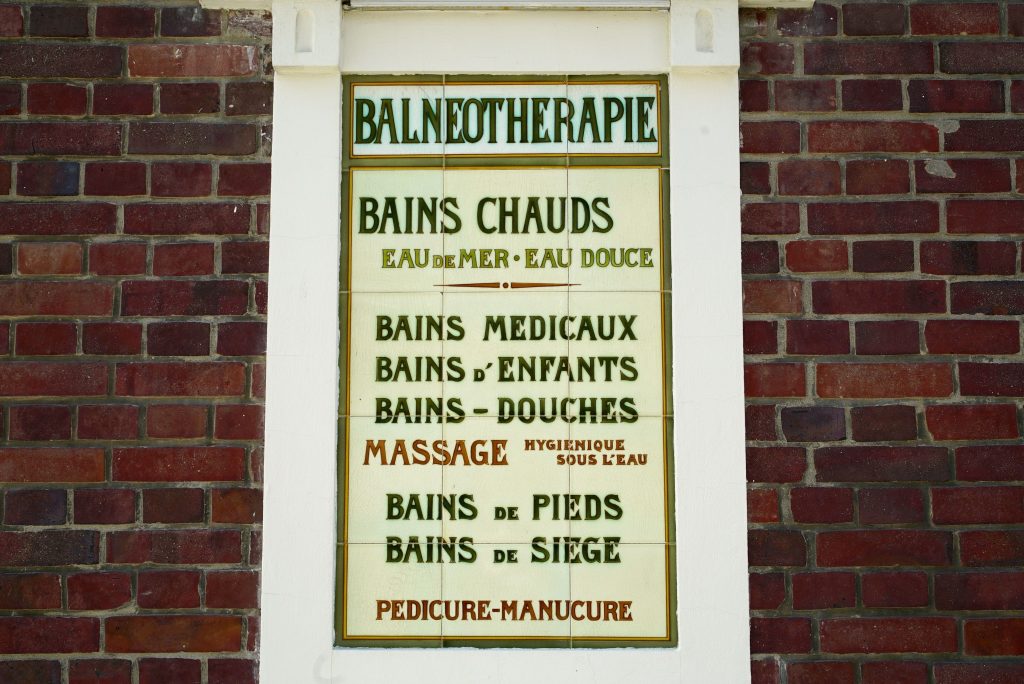 BALNEOTHERAPIE
BAINS CHAUDS
EAU DE MER • EAU DOUCE
BAINS MEDICAUX
BAINS D'ENFANTS
BAINS - DOUCHES
MASSAGE HYGIENIQUE
SOUS L'EAU
BAINS DE PIEDS
BAINS DE SIEGE
PEDICURE-MANUCURE